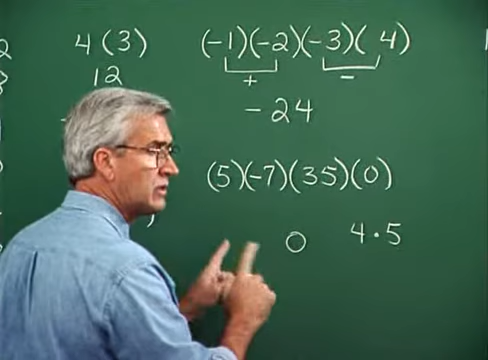 4(3) (-1)(-2)(-3)( 4)
12 + -
-24
(5)(-7)(35)(0)
0 4·5